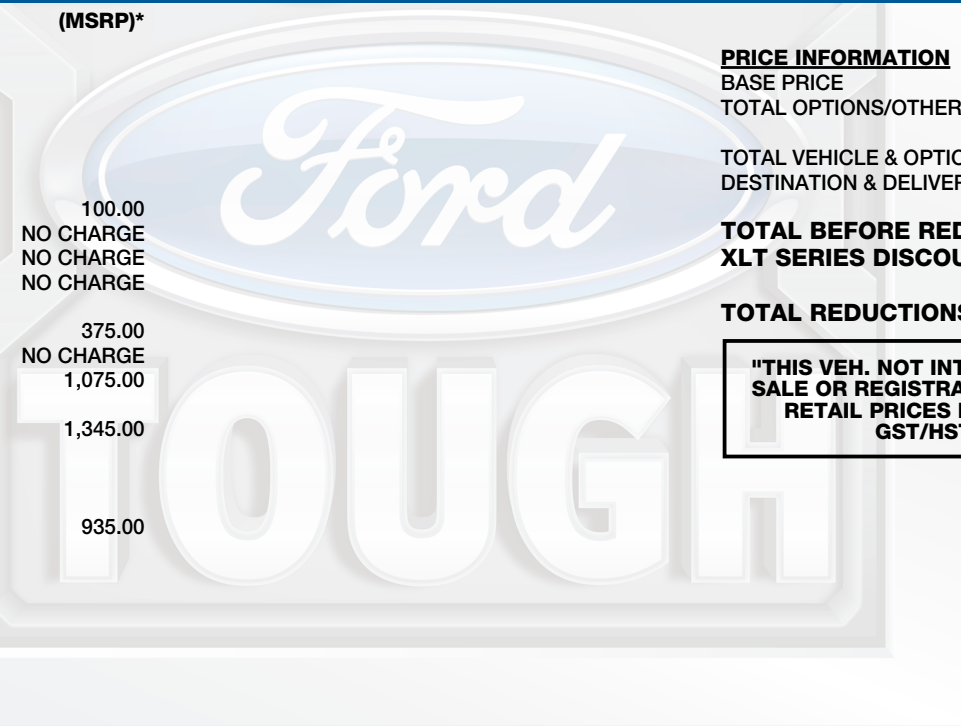 (MSRP)*
100.00
NO CHARGE
NO CHARGE
NO CHARGE
375.00
NO CHARGE
1,075.00
1,345.00
935.00
Ford
TOUGH
PRICE INFORMATION
BASE PRICE
TOTAL OPTIONS/OTHER
TOTAL VEHICLE & OPTIO
DESTINATION & DELIVER
TOTAL BEFORE RED
XLT SERIES DISCOU
TOTAL REDUCTIONS
"THIS VEH. NOT INT
SALE OR REGISTRA
RETAIL PRICES
GST/HST